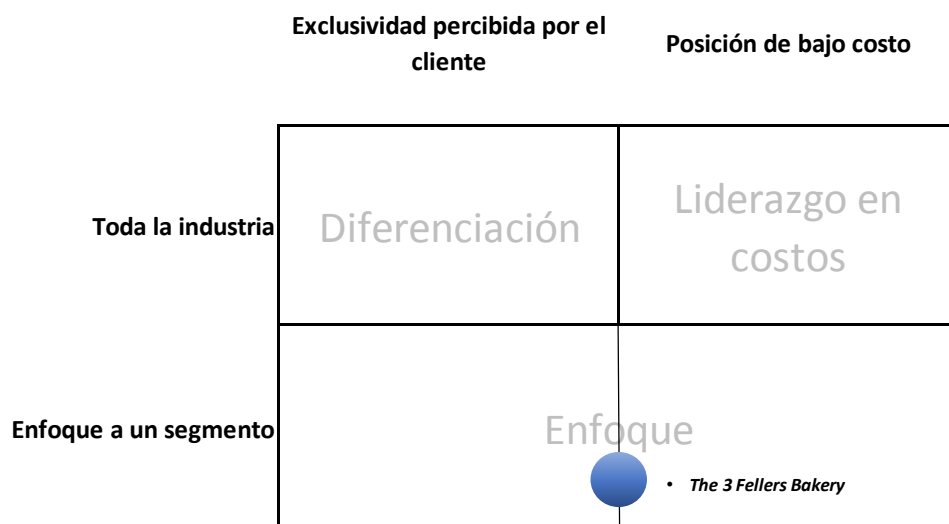 Exclusividad percibida por el
cliente
Posición de bajo costo
Toda la industria
Diferenciación
Liderazgo en
costos
Enfoque a un segmento
Enfoque
• The 3 Fellers Bakery